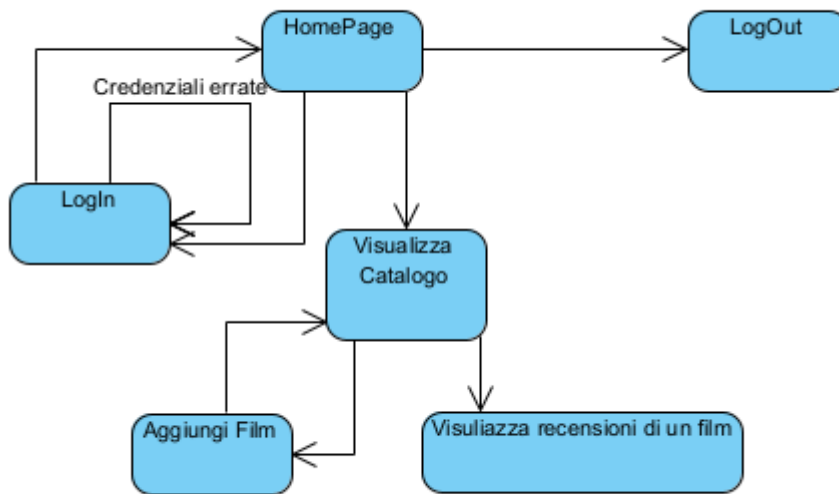 HomePage
LogOut
Credenziali errate
LogIn
Visualizza
Catalogo
Aggiungi Film
Visuliazza recensioni di un film